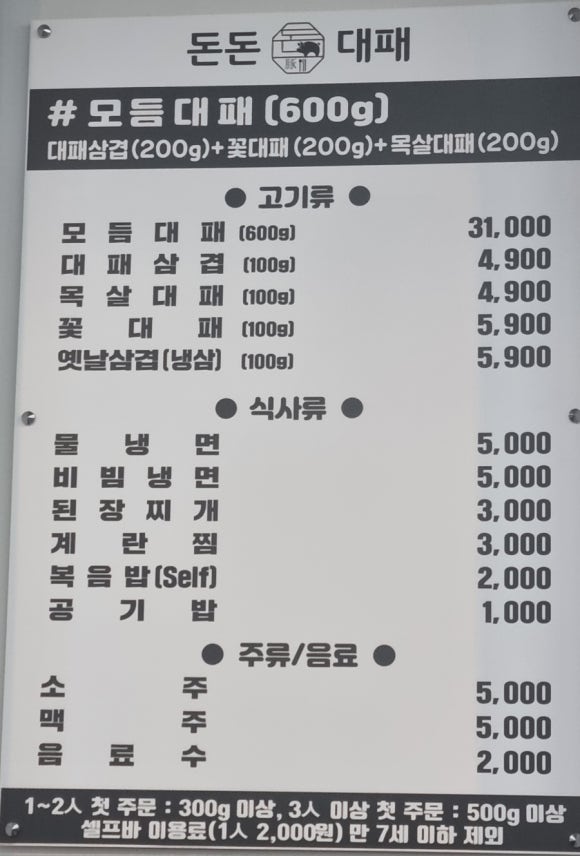 돈돈 대패
# 모듬대패 (600g)
대패삼겹(200g)+꽃대패(200g)+목살대패(200g)
● 고기류 ●
모듬대패 (600g) 31,000
대패삼겹 (100g) 4,900
목살대패 (100g) 4,900
꽃대패 (100g) 5,900
옛날삼겹(냉삼) (100g) 5,900
● 식사류 ●
물냉면 5,000
비빔냉면 5,000
된장찌개 3,000
계란찜 3,000
복음밥(Self) 2,000
공기밥 1,000
● 주류/음료 ●
소주 5,000
맥주 5,000
음료수 2,000
1~2人 첫 주문 : 300g 이상, 3人 이상 첫 주문 : 500g 이상
셀프바 이용료(1人 2,000원) 만 7세 이하 제외